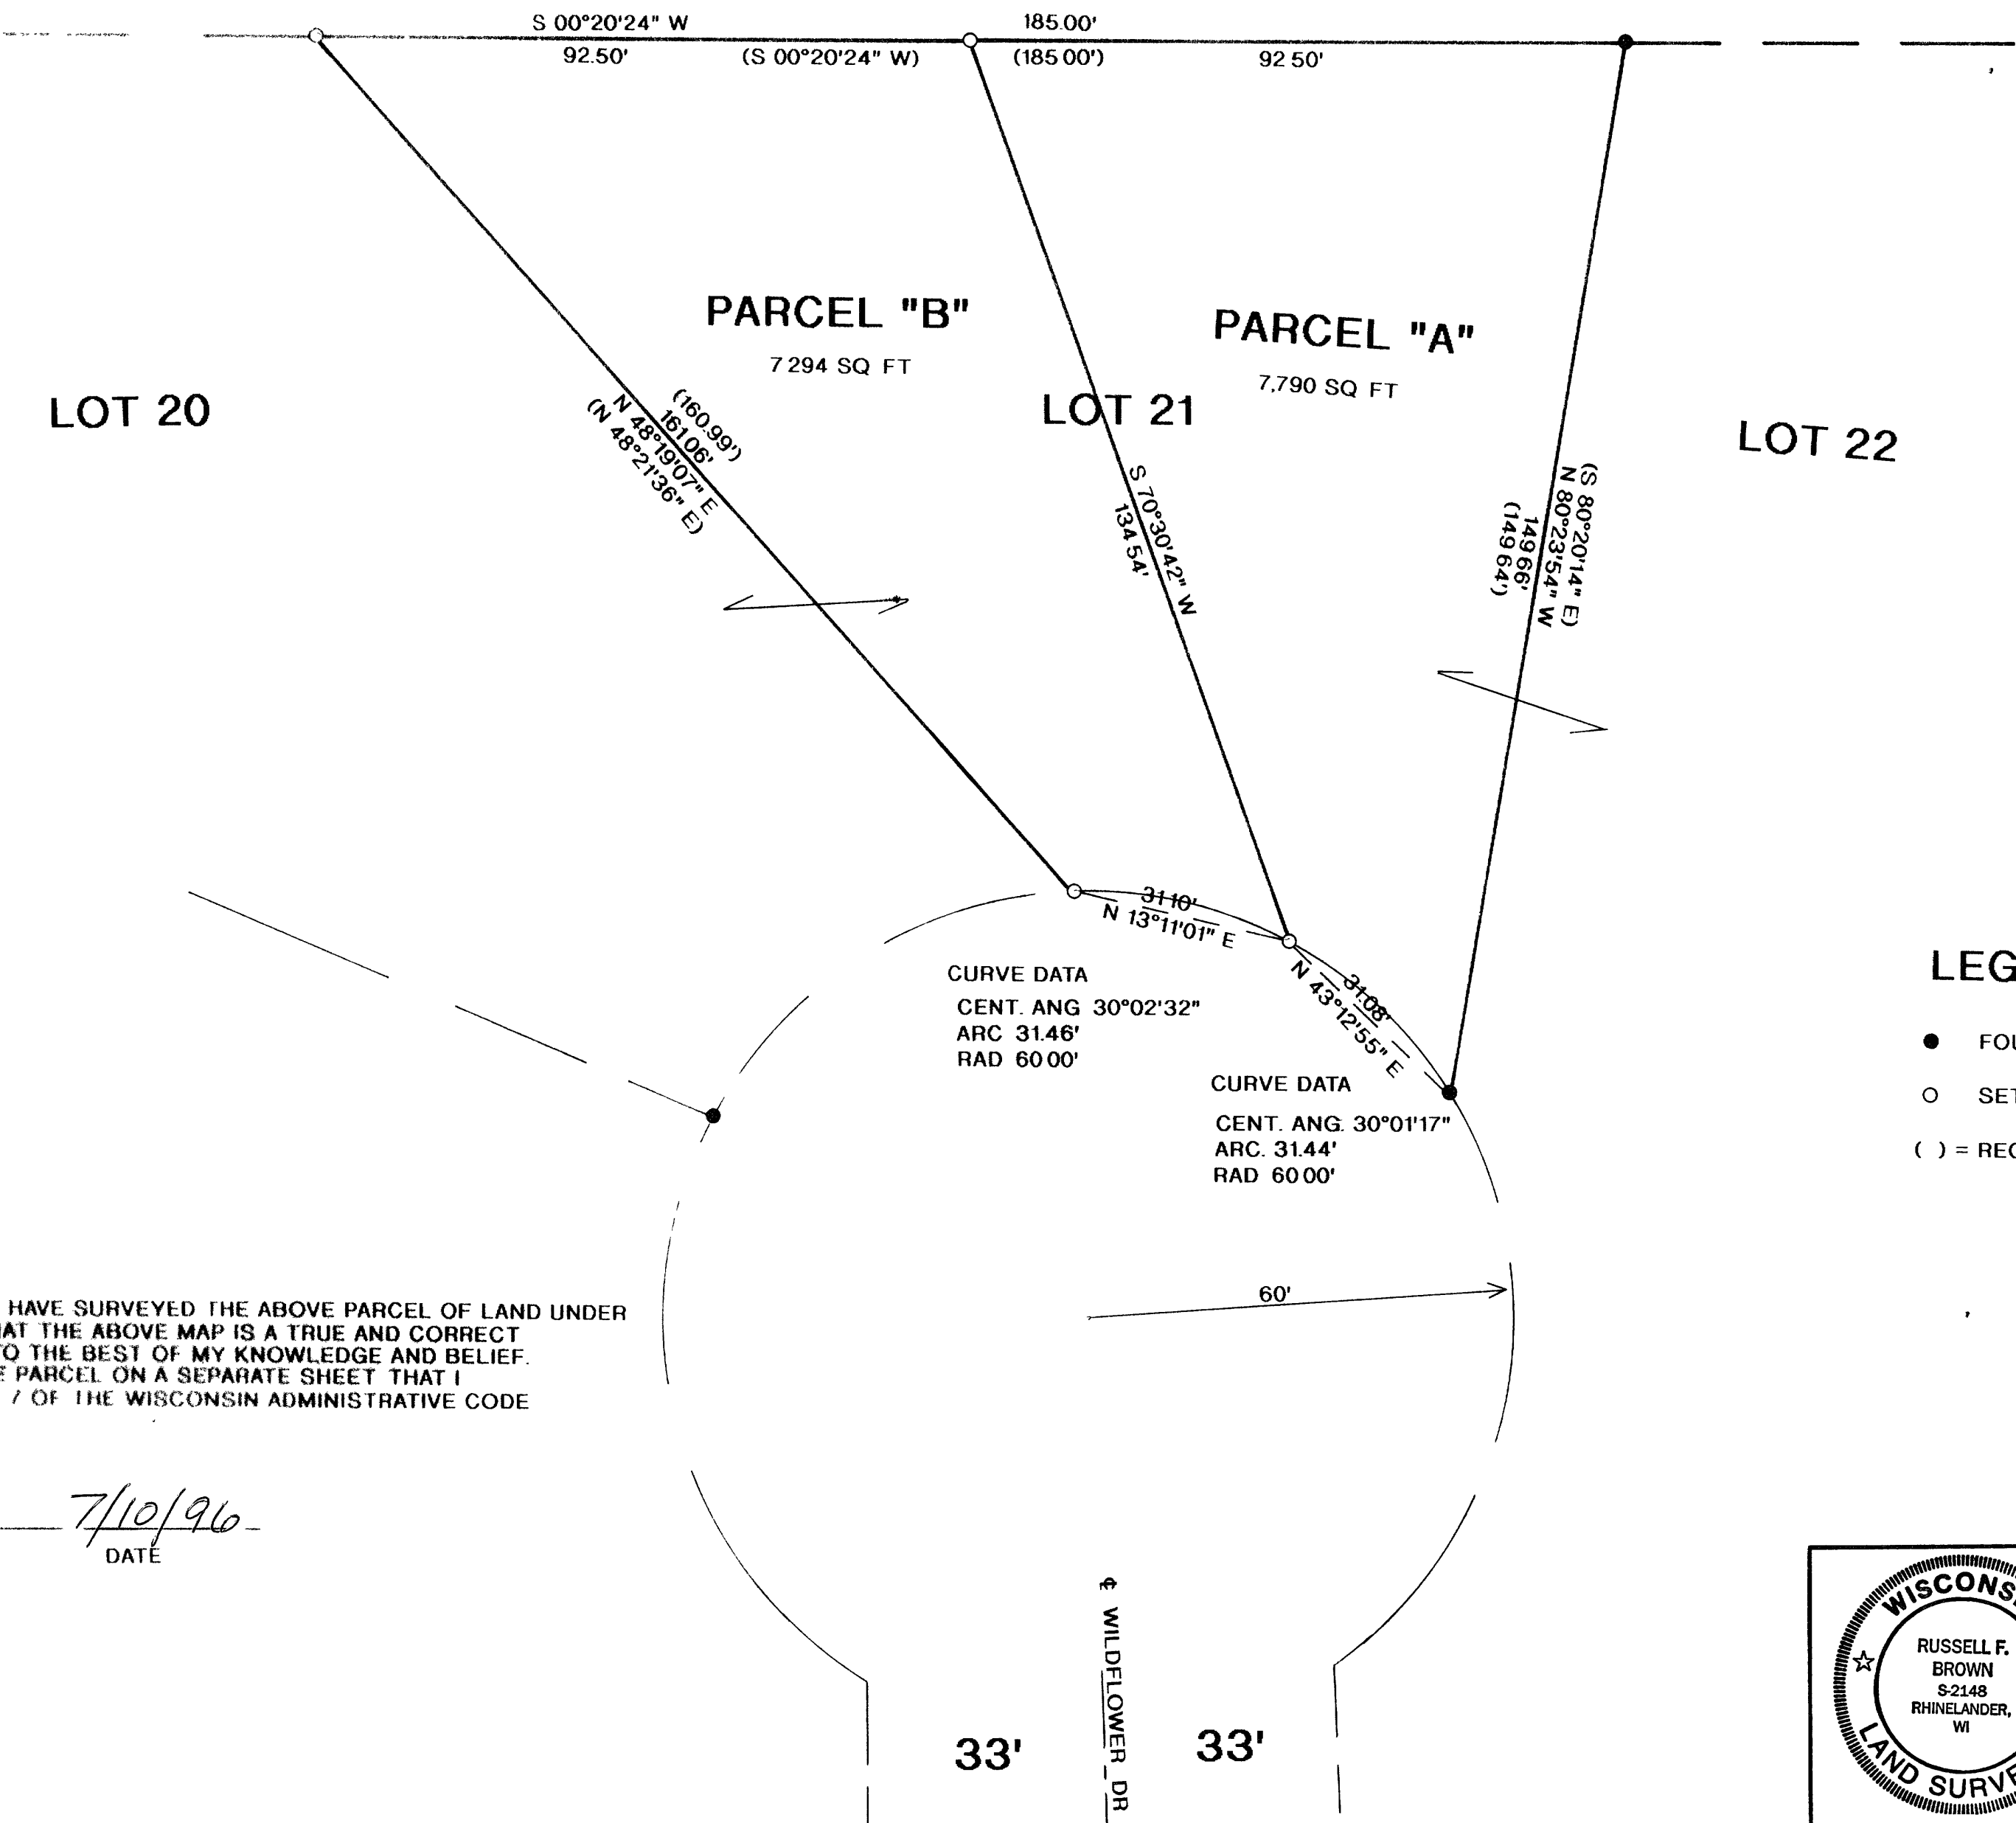 S 00°20'24" W
185.00'
92.50'
(S 00°20'24" W)
(185 00')
92 50'
PARCEL "B"
7 294 SQ FT
PARCEL "A"
7,790 SQ FT
LOT 20
LOT 21
LOT 22
(160.99')
161 06'
N 48°19'07" E
(N 48°21'36" E)
S 70°30'42" W
134 54'
(S 80°20'14" E)
N 80°23'54" W
149 66'
(149 64')
31 10'
N 13°11'01" E
31.08'
N 43°12'55" E
CURVE DATA
CENT. ANG 30°02'32"
ARC 31.46'
RAD 60 00'
CURVE DATA
CENT. ANG. 30°01'17"
ARC. 31.44'
RAD 60 00'
LEG
FOU
SET
( ) = REC
60'
HAVE SURVEYED THE ABOVE PARCEL OF LAND UNDER
AT THE ABOVE MAP IS A TRUE AND CORRECT
O THE BEST OF MY KNOWLEDGE AND BELIEF.
E PARCEL ON A SEPARATE SHEET THAT I
7 OF THE WISCONSIN ADMINISTRATIVE CODE
7/10/96
DATE
℄ WILDFLOWER DR
33'
33'
WISCONSI
RUSSELL F.
BROWN
S-2148
RHINELANDER,
WI
LAND SURVE